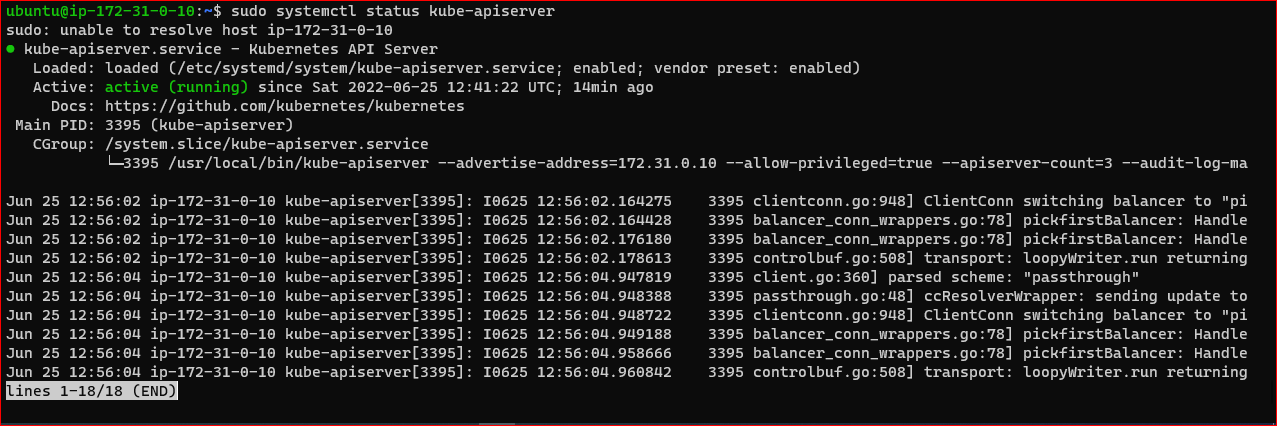 ubuntu@ip-172-31-0-10:~$ sudo systemctl status kube-apiserver
sudo: unable to resolve host ip-172-31-0-10
● kube-apiserver.service - Kubernetes API Server
   Loaded: loaded (/etc/systemd/system/kube-apiserver.service; enabled; vendor preset: enabled)
   Active: active (running) since Sat 2022-06-25 12:41:22 UTC; 14min ago
     Docs: https://github.com/kubernetes/kubernetes
 Main PID: 3395 (kube-apiserver)
   CGroup: /system.slice/kube-apiserver.service
           └─3395 /usr/local/bin/kube-apiserver --advertise-address=172.31.0.10 --allow-privileged=true --apiserver-count=3 --audit-log-ma
Jun 25 12:56:02 ip-172-31-0-10 kube-apiserver[3395]: I0625 12:56:02.164275    3395 clientconn.go:948] ClientConn switching balancer to "pi
Jun 25 12:56:02 ip-172-31-0-10 kube-apiserver[3395]: I0625 12:56:02.164428    3395 balancer_conn_wrappers.go:78] pickfirstBalancer: Handle
Jun 25 12:56:02 ip-172-31-0-10 kube-apiserver[3395]: I0625 12:56:02.176180    3395 balancer_conn_wrappers.go:78] pickfirstBalancer: Handle
Jun 25 12:56:02 ip-172-31-0-10 kube-apiserver[3395]: I0625 12:56:02.178613    3395 controlbuf.go:508] transport: loopyWriter.run returning
Jun 25 12:56:04 ip-172-31-0-10 kube-apiserver[3395]: I0625 12:56:04.947819    3395 client.go:360] parsed scheme: "passthrough"
Jun 25 12:56:04 ip-172-31-0-10 kube-apiserver[3395]: I0625 12:56:04.948388    3395 passthrough.go:48] ccResolverWrapper: sending update to
Jun 25 12:56:04 ip-172-31-0-10 kube-apiserver[3395]: I0625 12:56:04.948722    3395 clientconn.go:948] ClientConn switching balancer to "pi
Jun 25 12:56:04 ip-172-31-0-10 kube-apiserver[3395]: I0625 12:56:04.949188    3395 balancer_conn_wrappers.go:78] pickfirstBalancer: Handle
Jun 25 12:56:04 ip-172-31-0-10 kube-apiserver[3395]: I0625 12:56:04.958666    3395 balancer_conn_wrappers.go:78] pickfirstBalancer: Handle
Jun 25 12:56:04 ip-172-31-0-10 kube-apiserver[3395]: I0625 12:56:04.960842    3395 controlbuf.go:508] transport: loopyWriter.run returning
lines 1-18/18 (END)